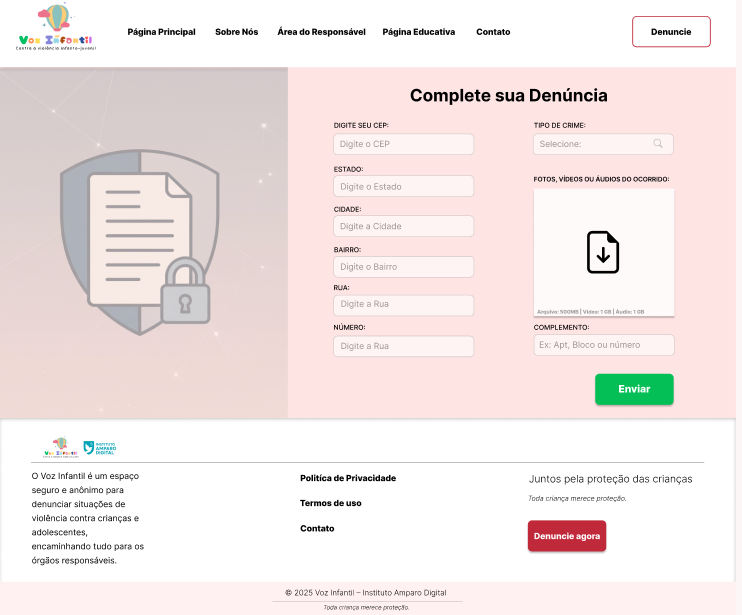 Voz Infantil
Contra a violência infanto-juvenil
Página Principal
Sobre Nós
Área do Responsável
Página Educativa
Contato
Denuncie
Complete sua Denúncia
DIGITE SEU CEP:
Digite o CEP
ESTADO:
Digite o Estado
CIDADE:
Digite a Cidade
BAIRRO:
Digite o Bairro
RUA:
Digite a Rua
NÚMERO:
Digite a Rua
TIPO DE CRIME:
Selecione:
FOTOS, VÍDEOS OU ÁUDIOS DO OCORRIDO:
Arquivo: 500MB | Vídeo: 1 GB | Áudio: 1 GB
COMPLEMENTO:
Ex: Apt, Bloco ou número
Enviar
Voz Infantil
INSTITUTO
AMPARO
DIGITAL
O Voz Infantil é um espaço
seguro e anônimo para
denunciar situações de
violência contra crianças e
adolescentes,
encaminhando tudo para os
órgãos responsáveis.
Politíca de Privacidade
Termos de uso
Contato
Juntos pela proteção das crianças
Toda criança merece proteção.
Denuncie agora
© 2025 Voz Infantil – Instituto Amparo Digital
Toda criança merece proteção.